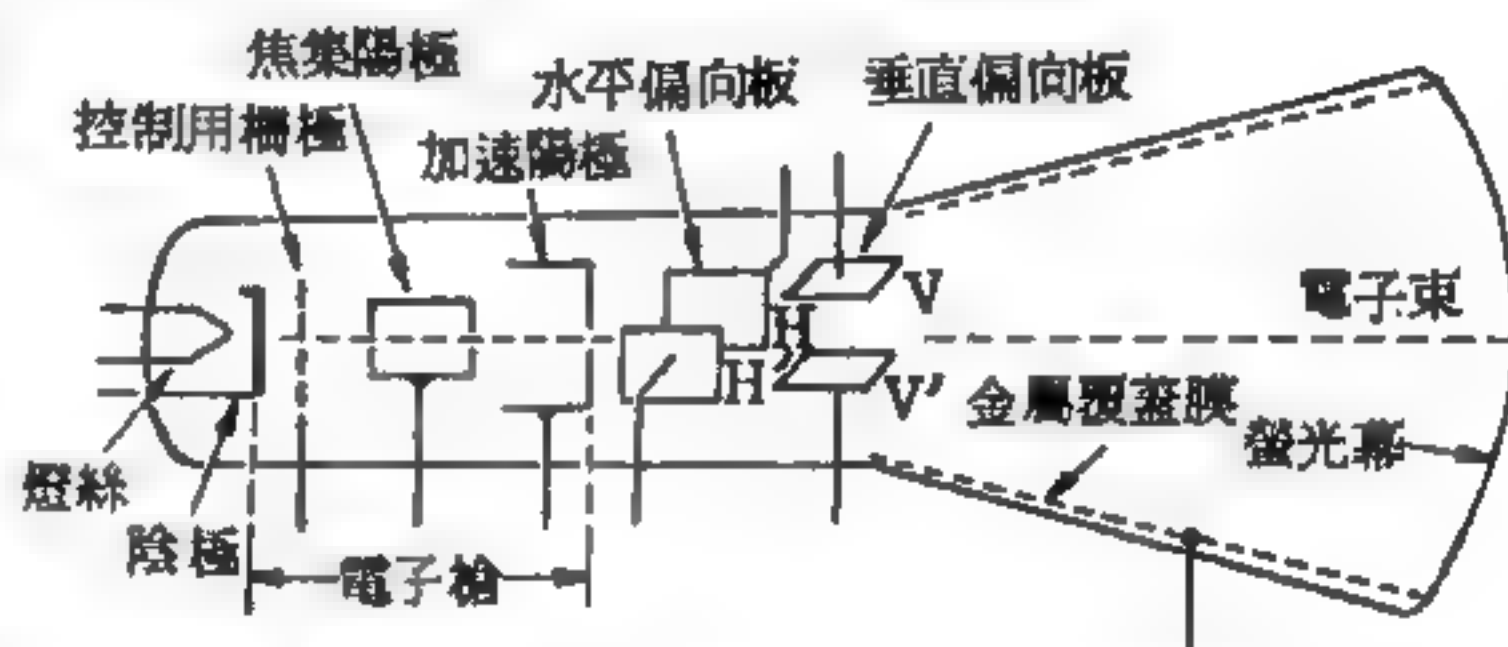 焦集陽極
水平偏向板
垂直偏向板
控制用柵極
加速陽極
V
電子束
H
H
V'
金屬覆蓋膜
螢光幕
燈絲
陰極
電子槍